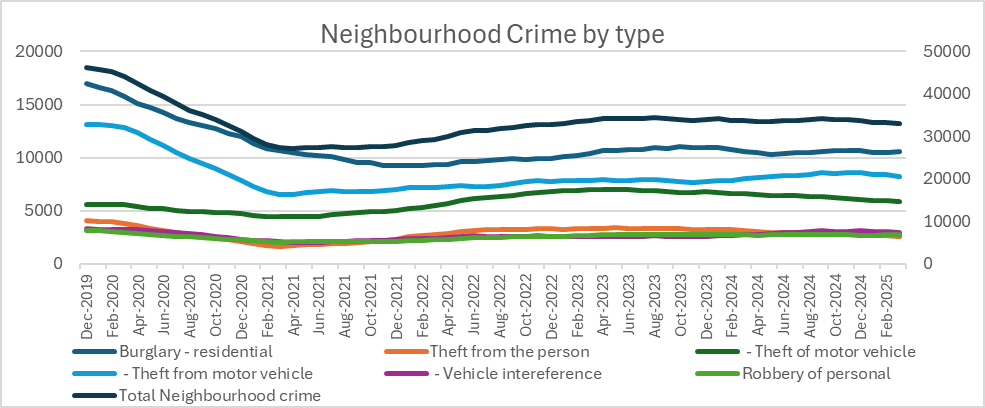 Neighbourhood Crime by type
20000
15000
10000
5000
0
50000
40000
30000
20000
10000
0
Dec-2019
Feb-2020
Apr-2020
Jun-2020
Aug-2020
Oct-2020
Dec-2020
Feb-2021
Apr-2021
Jun-2021
Aug-2021
Oct-2021
Dec-2021
Feb-2022
Apr-2022
Jun-2022
Aug-2022
Oct-2022
Dec-2022
Feb-2023
Apr-2023
Jun-2023
Aug-2023
Oct-2023
Dec-2023
Feb-2024
Apr-2024
Jun-2024
Aug-2024
Oct-2024
Dec-2024
Feb-2025
Burglary - residential
Theft from the person
- Theft of motor vehicle
- Theft from motor vehicle
- Vehicle intereference
Robbery of personal
Total Neighbourhood crime